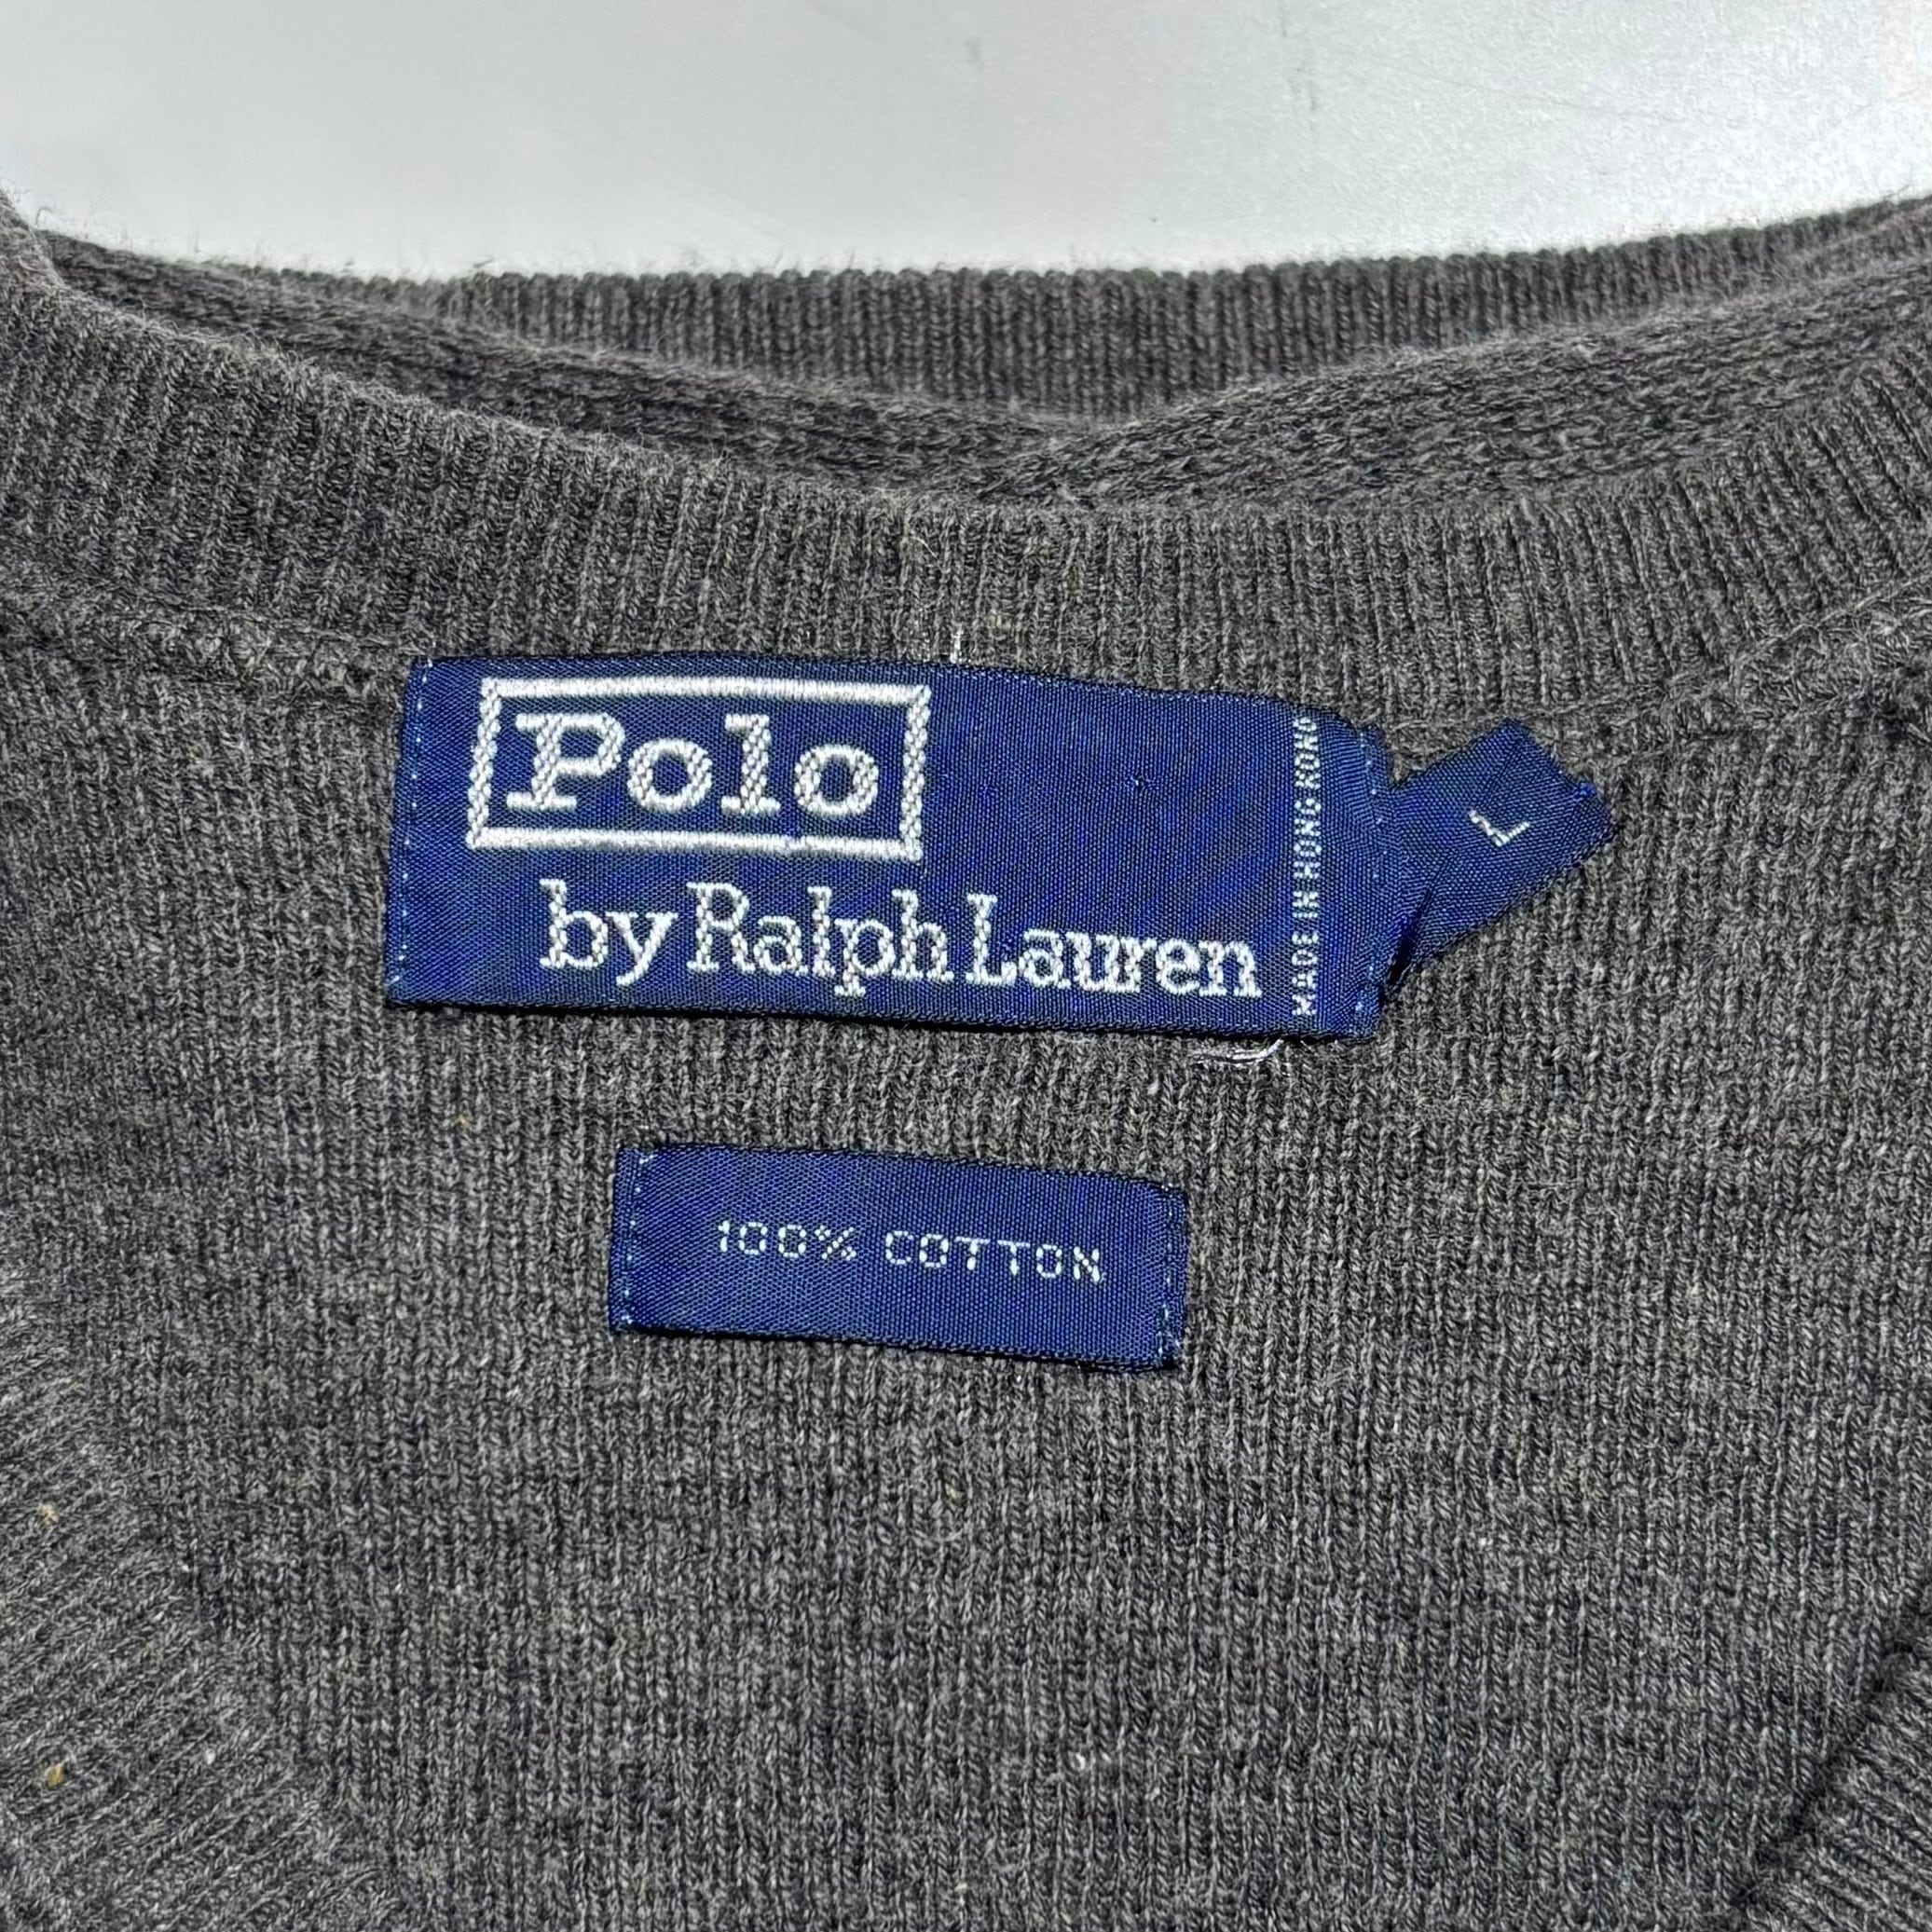 Polo
by Ralph Lauren
MADE IN HONG KONG
L
100% COTTON